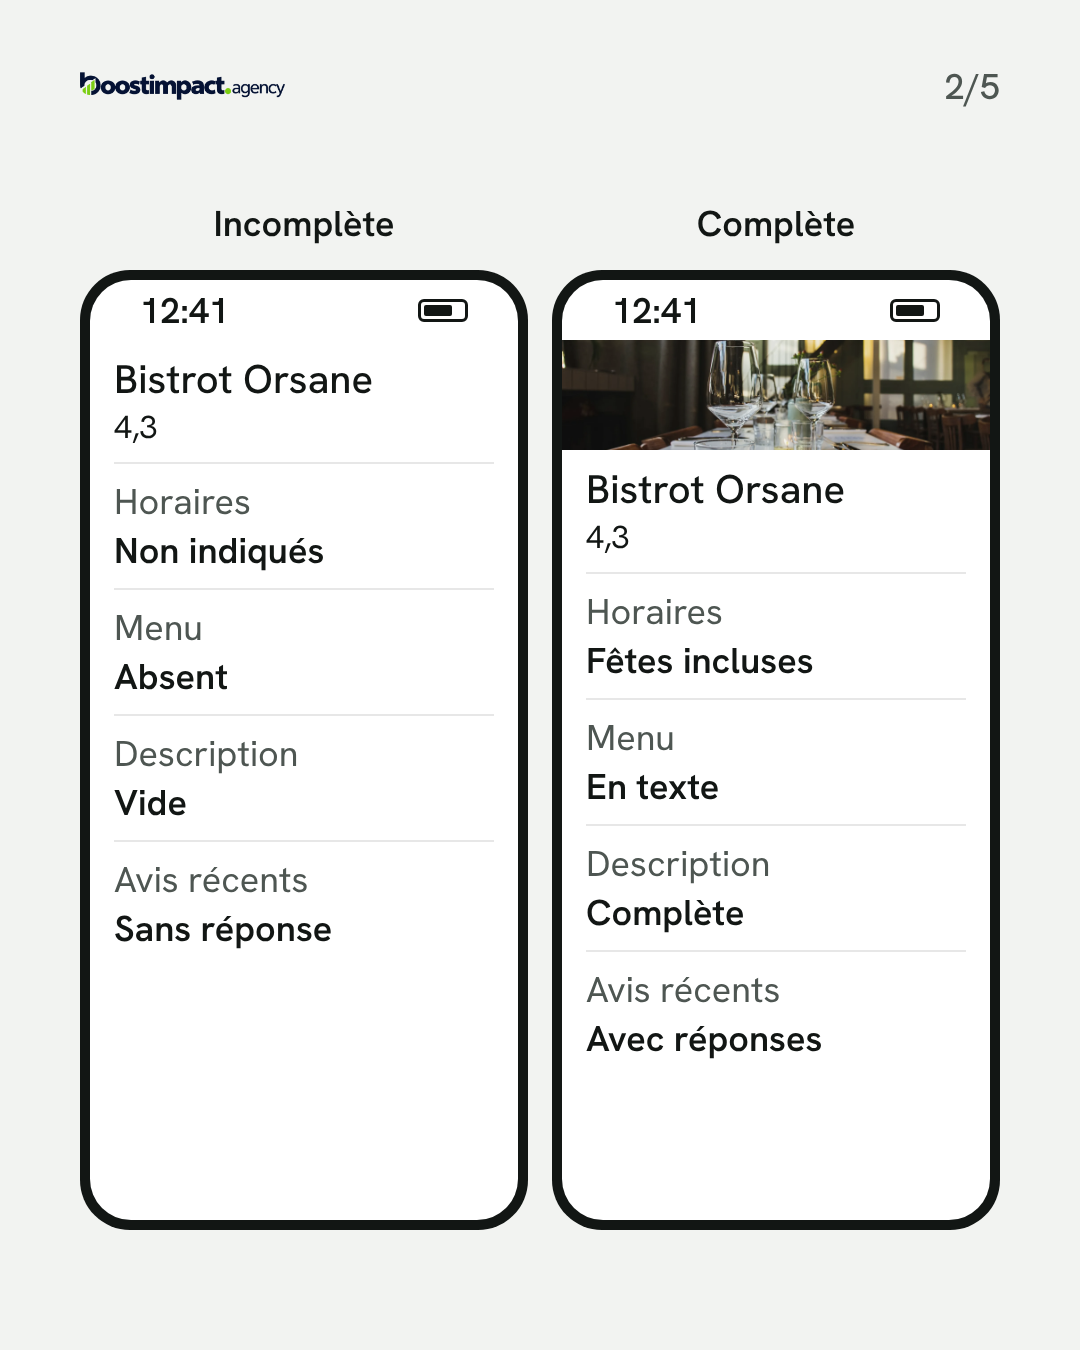 boostimpact.agency
2/5
Incomplète
12:41
Bistrot Orsane
4,3
Horaires
Non indiqués
Menu
Absent
Description
Vide
Avis récents
Sans réponse
Complète
12:41
Bistrot Orsane
4,3
Horaires
Fêtes incluses
Menu
En texte
Description
Complète
Avis récents
Avec réponses